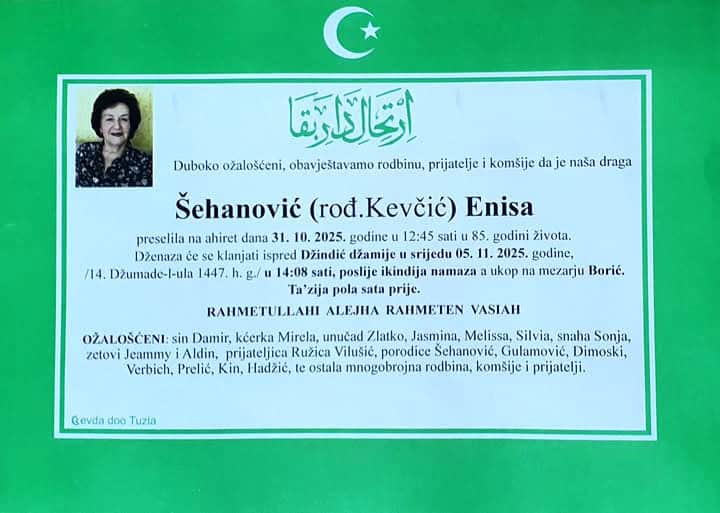 اِرْتِحَالِ دَارِ بَقَا
Duboko ožalošćeni, obavještavamo rodbinu, prijatelje i komšije da je naša draga
Šehanović (rođ.Kevčić) Enisa
preselila na ahiret dana 31. 10. 2025. godine u 12:45 sati u 85. godini života.
Dženaza će se klanjati ispred Džindić džamije u srijedu 05. 11. 2025. godine,
/14. Džumade-l-ula 1447. h. g./ u 14:08 sati, poslije ikindija namaza a ukop na mezarju Borić.
Ta'zija pola sata prije.
RAHMETULLAHI ALEJHA RAHMETEN VASIAH
OŽALOŠĆENI: sin Damir, kćerka Mirela, unučad Zlatko, Jasmina, Melissa, Silvia, snaha Sonja,
zetovi Jeammy i Aldin, prijateljica Ružica Vilušić, porodice Šehanović, Gulamović, Dimoski,
Verbich, Prelić, Kin, Hadžić, te ostala mnogobrojna rodbina, komšije i prijatelji.
Gevda doo Tuzla